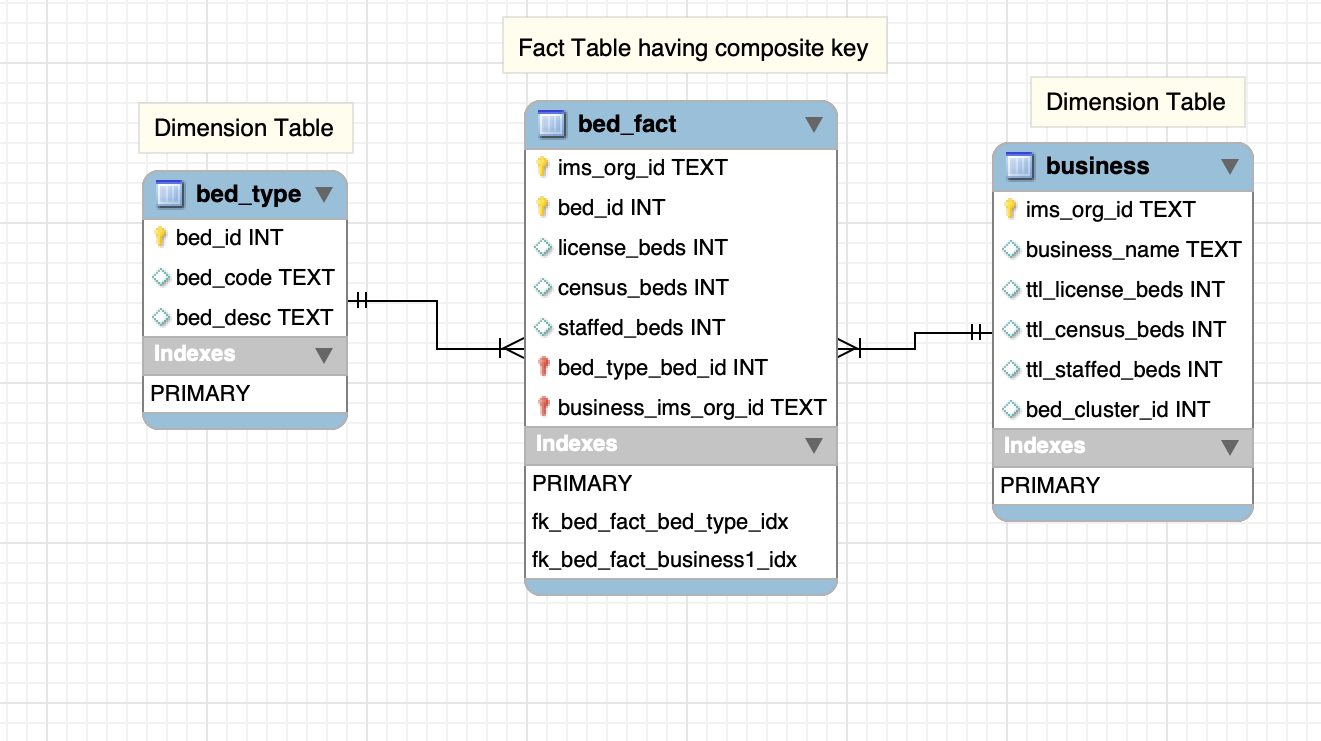 Fact Table having composite key
Dimension Table
bed_type
bed_id INT
bed_code TEXT
bed_desc TEXT
Indexes
PRIMARY
bed_fact
ims_org_id TEXT
bed_id INT
license_beds INT
census_beds INT
staffed_beds INT
bed_type_bed_id INT
business_ims_org_id TEXT
Indexes
PRIMARY
fk_bed_fact_bed_type_idx
fk_bed_fact_business1_idx
Dimension Table
business
ims_org_id TEXT
business_name TEXT
ttl_license_beds INT
ttl_census_beds INT
ttl_staffed_beds INT
bed_cluster_id INT
Indexes
PRIMARY